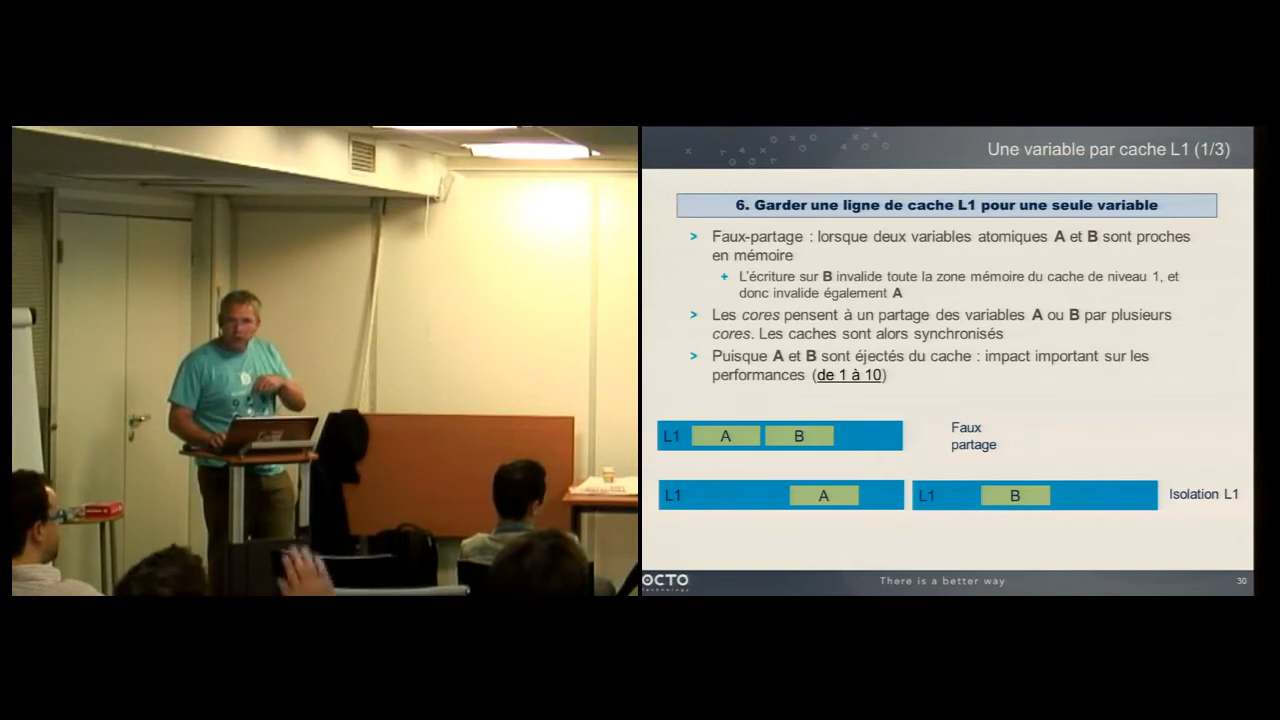 Une variable par cache L1 (1/3)
6. Garder une ligne de cache L1 pour une seule variable
> Faux-partage : lorsque deux variables atomiques A et B sont proches
en mémoire
+ L'écriture sur B invalide toute la zone mémoire du cache de niveau 1, et
donc invalide également A
> Les cores pensent à un partage des variables A ou B par plusieurs
cores. Les caches sont alors synchronisés
> Puisque A et B sont éjectés du cache : impact important sur les
performances (de 1 à 10)
L1 A B
Faux
partage
L1 A
L1 B
Isolation L1
OCTO
Technology
There is a better way
30